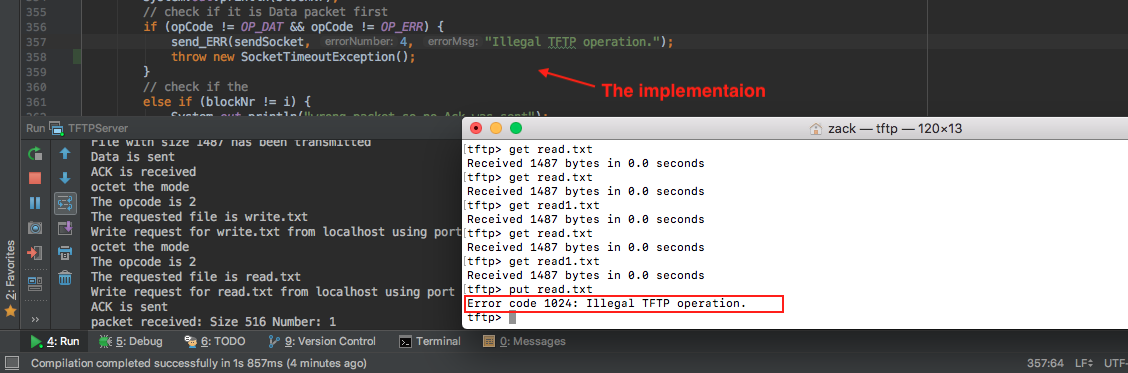 355 // check if it is Data packet first
356 if (opCode != OP_DAT && opCode != OP_ERR) {
357 send_ERR(sendSocket, errorNumber: 4, errorMsg: "Illegal TFTP operation.");
358 throw new SocketTimeoutException();
359 }
360 // check if the
361 else if (blockNr != i) {
The implementaion
Run TFTPServer
File with size 1487 has been transmitted
Data is sent
ACK is received
octet the mode
The opcode is 2
The requested file is write.txt
Write request for write.txt from localhost using port
octet the mode
The opcode is 2
The requested file is read.txt
Write request for read.txt from localhost using port
ACK is sent
packet received: Size 516 Number: 1
zack — tftp — 120×13
[tftp> get read.txt
Received 1487 bytes in 0.0 seconds
[tftp> get read.txt
Received 1487 bytes in 0.0 seconds
[tftp> get read1.txt
Received 1487 bytes in 0.0 seconds
[tftp> get read.txt
Received 1487 bytes in 0.0 seconds
[tftp> get read1.txt
Received 1487 bytes in 0.0 seconds
[tftp> put read.txt
Error code 1024: Illegal TFTP operation.
tftp>
2: Favorites
>>
4: Run 5: Debug 6: TODO 9: Version Control Terminal 0: Messages
Compilation completed successfully in 1s 857ms (4 minutes ago) 357:64 LF÷ UTF-